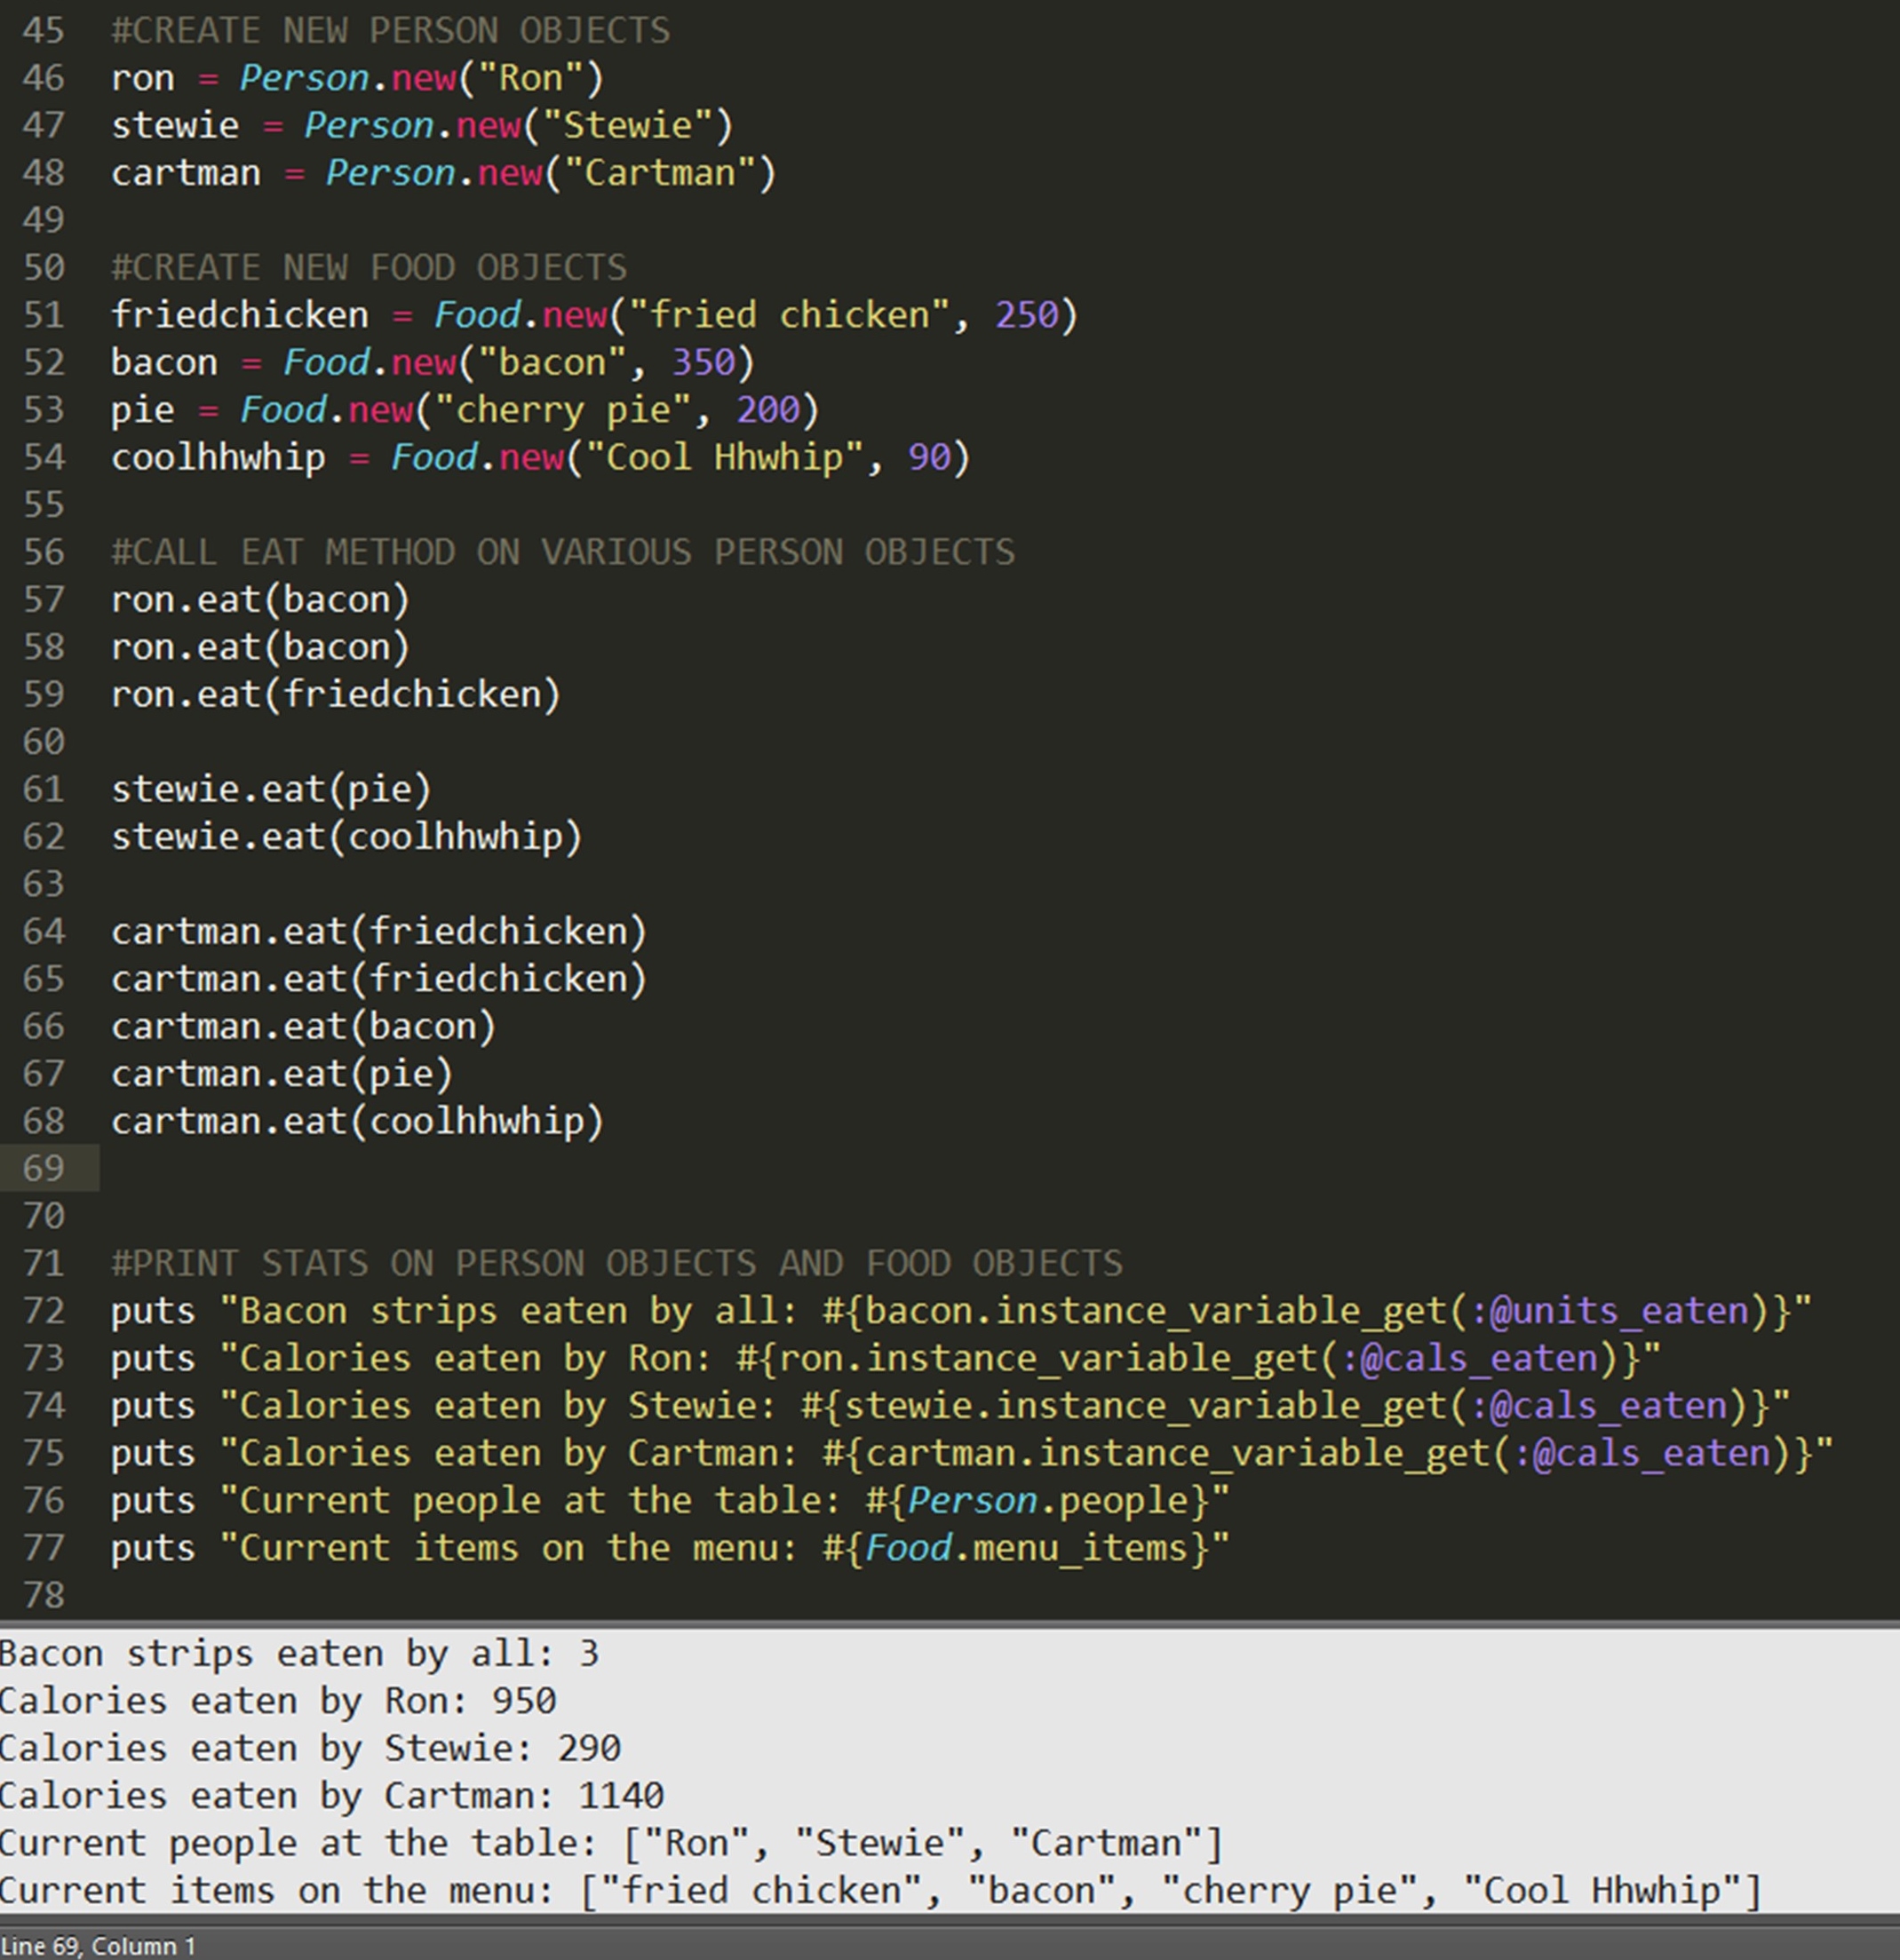 45 #CREATE NEW PERSON OBJECTS
46 ron = Person.new("Ron")
47 stewie = Person.new("Stewie")
48 cartman = Person.new("Cartman")
49
50 #CREATE NEW FOOD OBJECTS
51 friedchicken = Food.new("fried chicken", 250)
52 bacon = Food.new("bacon", 350)
53 pie = Food.new("cherry pie", 200)
54 coolhhwhip = Food.new("Cool Hhwhip", 90)
55
56 #CALL EAT METHOD ON VARIOUS PERSON OBJECTS
57 ron.eat(bacon)
58 ron.eat(bacon)
59 ron.eat(friedchicken)
60
61 stewie.eat(pie)
62 stewie.eat(coolhhwhip)
63
64 cartman.eat(friedchicken)
65 cartman.eat(friedchicken)
66 cartman.eat(bacon)
67 cartman.eat(pie)
68 cartman.eat(coolhhwhip)
69
70
71 #PRINT STATS ON PERSON OBJECTS AND FOOD OBJECTS
72 puts "Bacon strips eaten by all: #{bacon.instance_variable_get(:@units_eaten)}"
73 puts "Calories eaten by Ron: #{ron.instance_variable_get(:@cals_eaten)}"
74 puts "Calories eaten by Stewie: #{stewie.instance_variable_get(:@cals_eaten)}"
75 puts "Calories eaten by Cartman: #{cartman.instance_variable_get(:@cals_eaten)}"
76 puts "Current people at the table: #{Person.people}"
77 puts "Current items on the menu: #{Food.menu_items}"
78
Bacon strips eaten by all: 3
Calories eaten by Ron: 950
Calories eaten by Stewie: 290
Calories eaten by Cartman: 1140
Current people at the table: ["Ron", "Stewie", "Cartman"]
Current items on the menu: ["fried chicken", "bacon", "cherry pie", "Cool Hhwhip"]
Line 69, Column 1